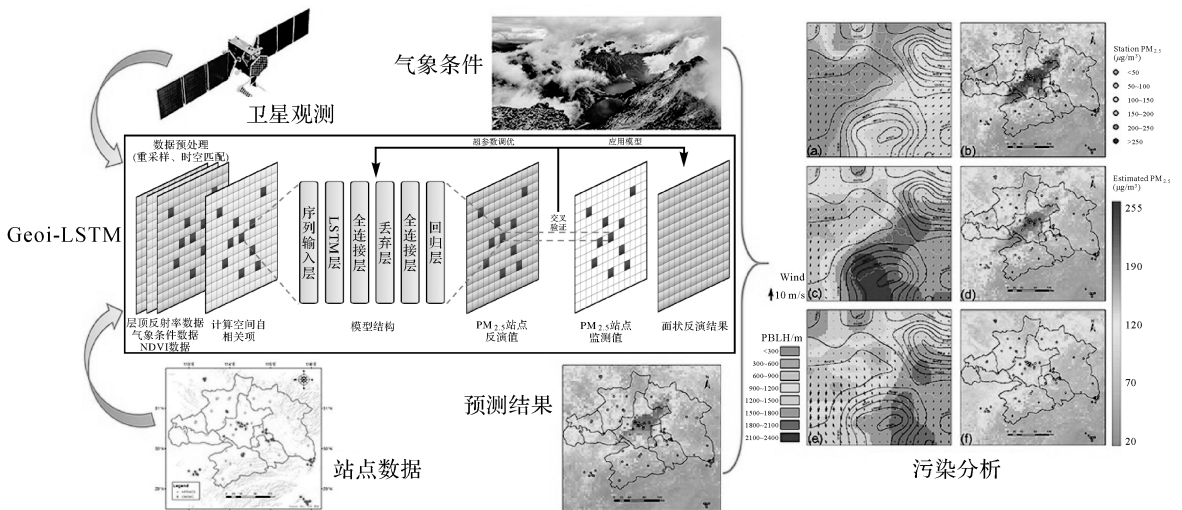 卫星观测
气象条件
Geoi-LSTM
数据预处理
(重采样、时空匹配)
超参数调优
应用模型
序列输入层
LSTM层
全连接层
丢弃层
全连接层
回归层
交叉
验证
层顶反射率数据
气象条件数据
NDVI数据
计算空间自
相关项
模型结构
PM2.5站点
反演值
PM2.5站点
监测值
面状反演结果
站点数据
Legend
预测结果
(a)
(b)
(c)
(d)
(e)
(f)
Wind
10 m/s
PBLH/m
<300
300~600
600~900
900~1200
1200~1500
1500~1800
1800~2100
2100~2400
Station PM2.5
(μg/m³)
<50
50~100
100~150
150~200
200~250
>250
Estimated PM2.5
(μg/m³)
255
190
120
70
20
污染分析